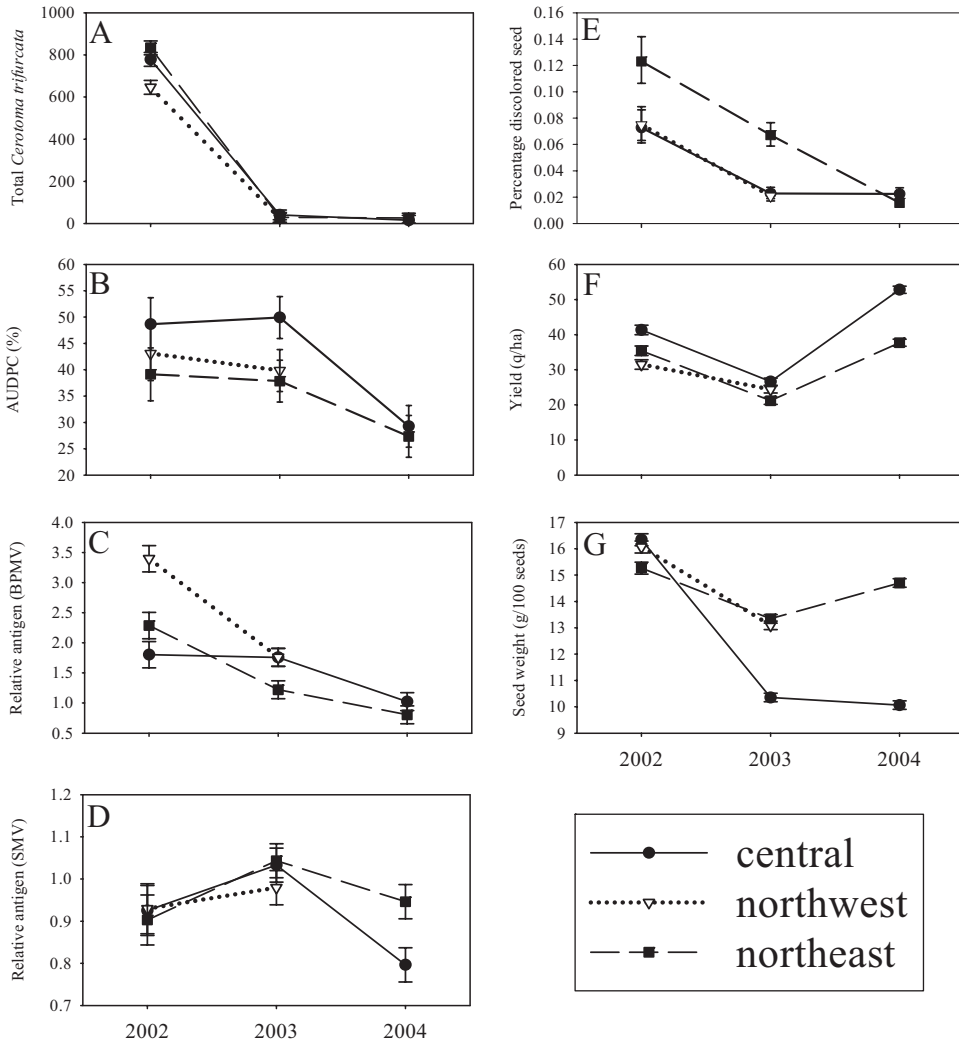 A
Total Cerotoma trifurcata
1000
800
600
400
200
0
B
AUDPC (%)
60
55
50
45
40
35
30
25
20
C
Relative antigen (BPMV)
4.0
3.5
3.0
2.5
2.0
1.5
1.0
0.5
D
Relative antigen (SMV)
1.2
1.1
1.0
0.9
0.8
0.7
2002 2003 2004
E
Percentage discolored seed
0.16
0.14
0.12
0.10
0.08
0.06
0.04
0.02
0.00
F
Yield (q/ha)
60
50
40
30
20
10
0
G
Seed weight (g/100 seeds)
17
16
15
14
13
12
11
10
9
2002 2003 2004
central
northwest
northeast